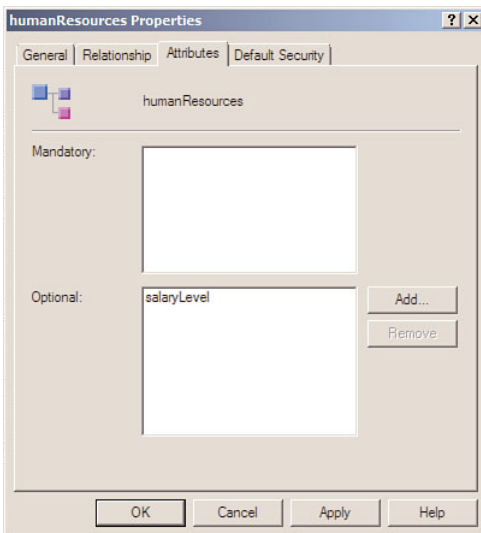 humanResources Properties
? X
General Relationship Attributes Default Security
humanResources
Mandatory:
Optional:
salaryLevel
Add...
Remove
OK Cancel Apply Help